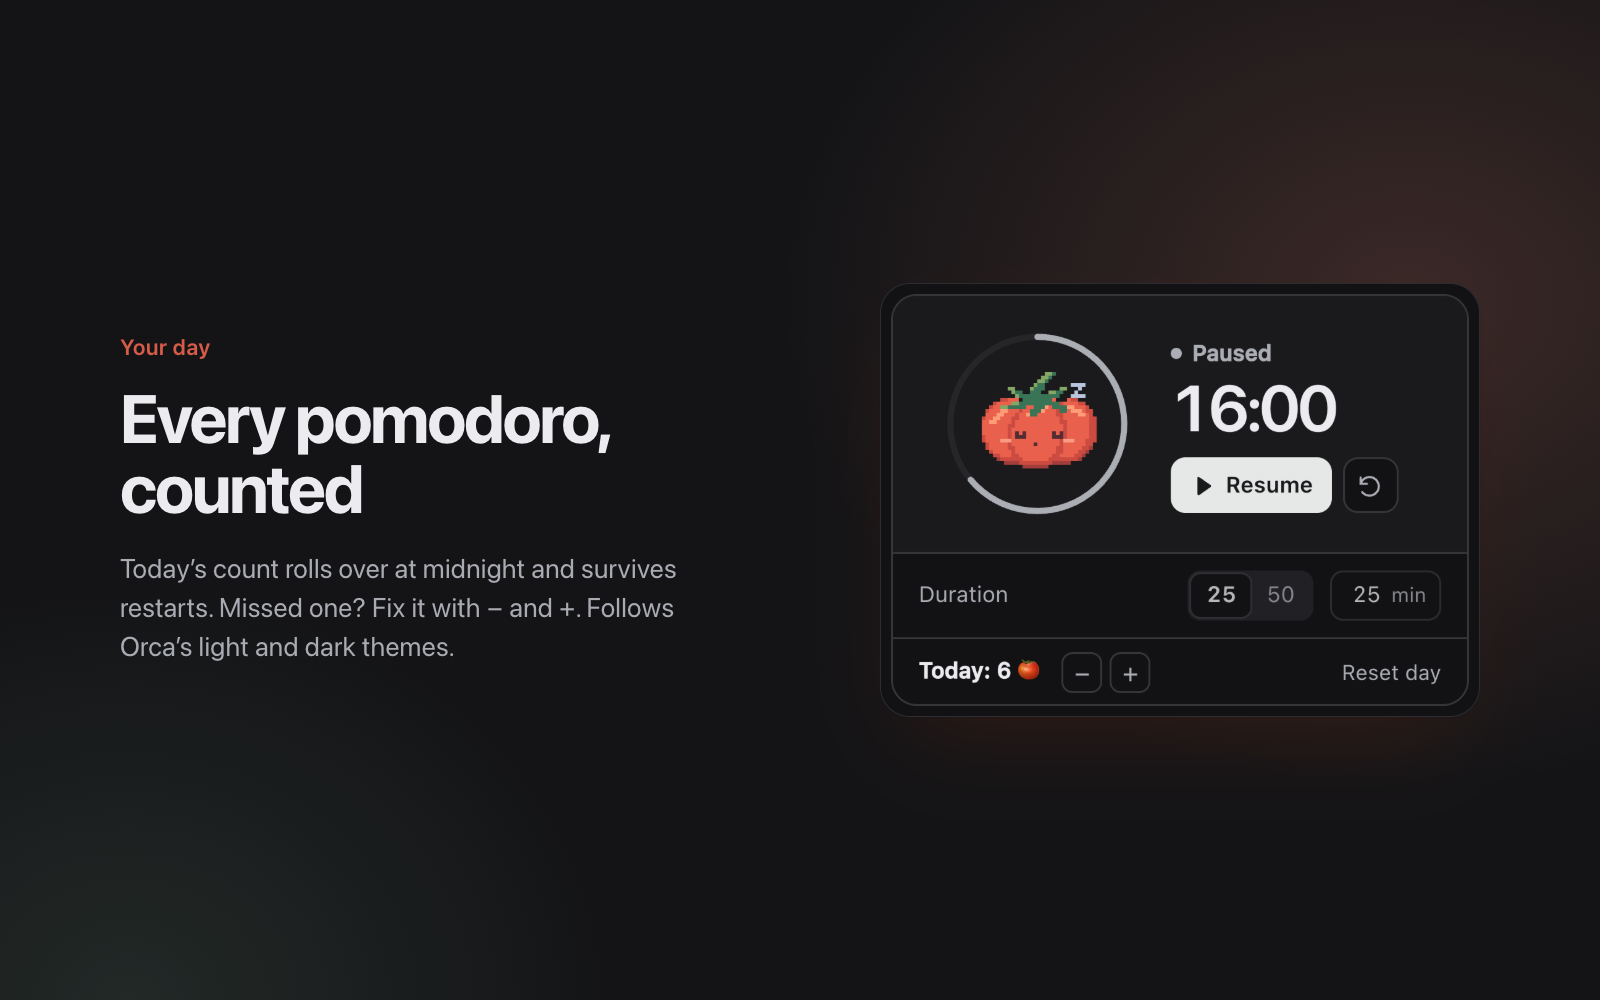 Your day
Every pomodoro,
counted
Today’s count rolls over at midnight and survives
restarts. Missed one? Fix it with – and +. Follows
Orca’s light and dark themes.
Paused
16:00
Resume
Duration
25 50 25 min
Today: 6 🍅 – + Reset day